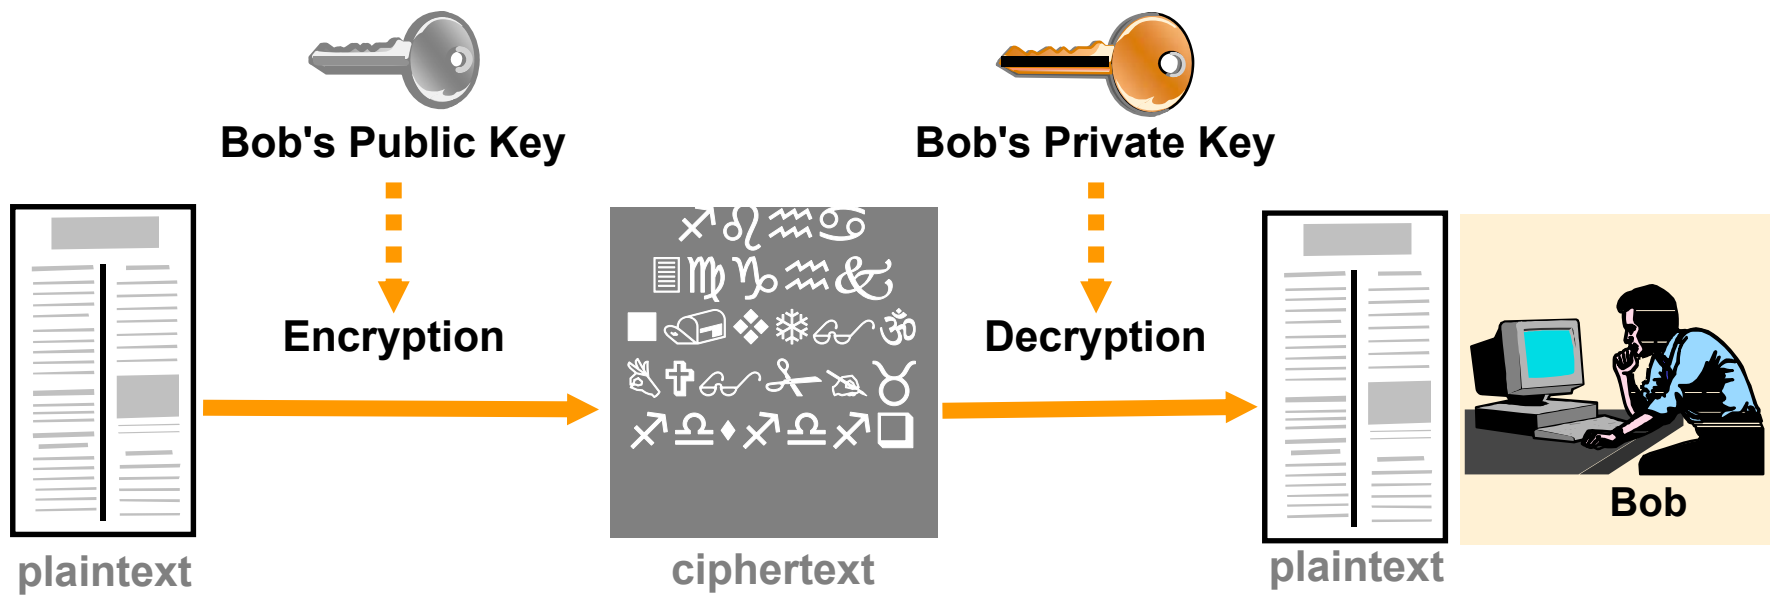 Bob's Public Key
Bob's Private Key
Encryption
Decryption
Bob
plaintext
ciphertext
plaintext